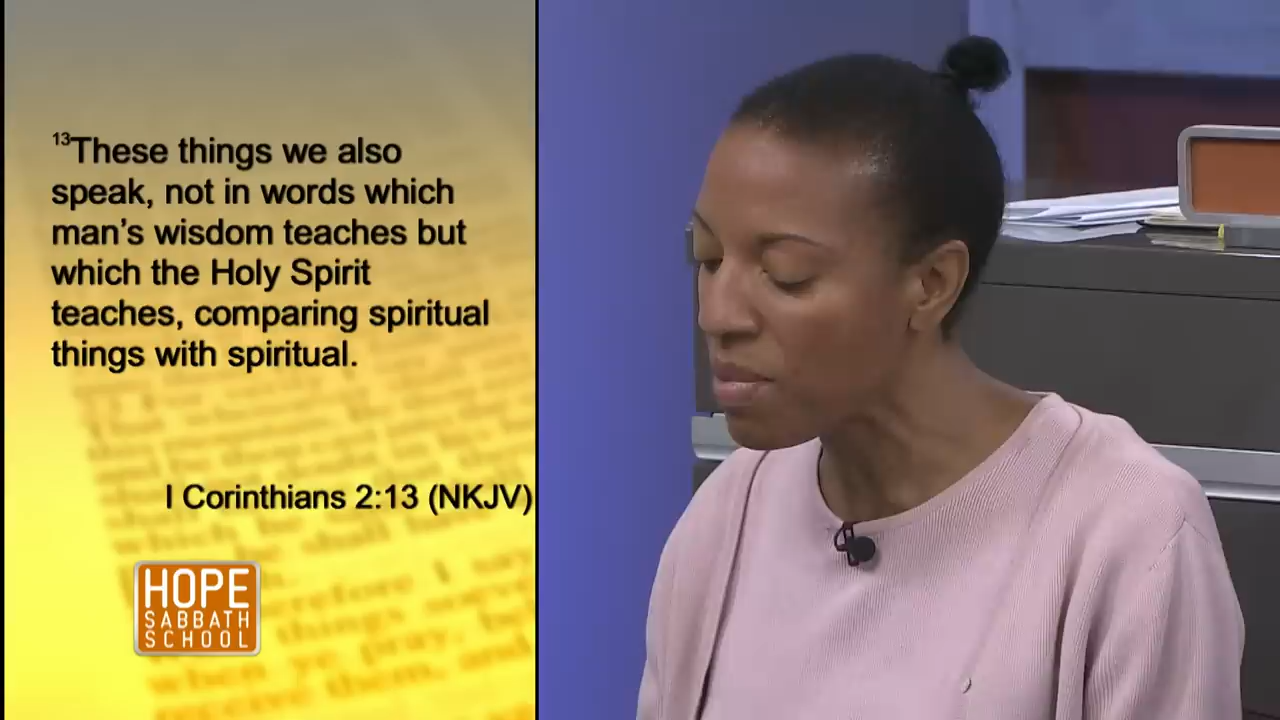 ¹³These things we also
speak, not in words which
man's wisdom teaches but
which the Holy Spirit
teaches, comparing spiritual
things with spiritual.
I Corinthians 2:13 (NKJV)
HOPE
SABBATH
SCHOOL